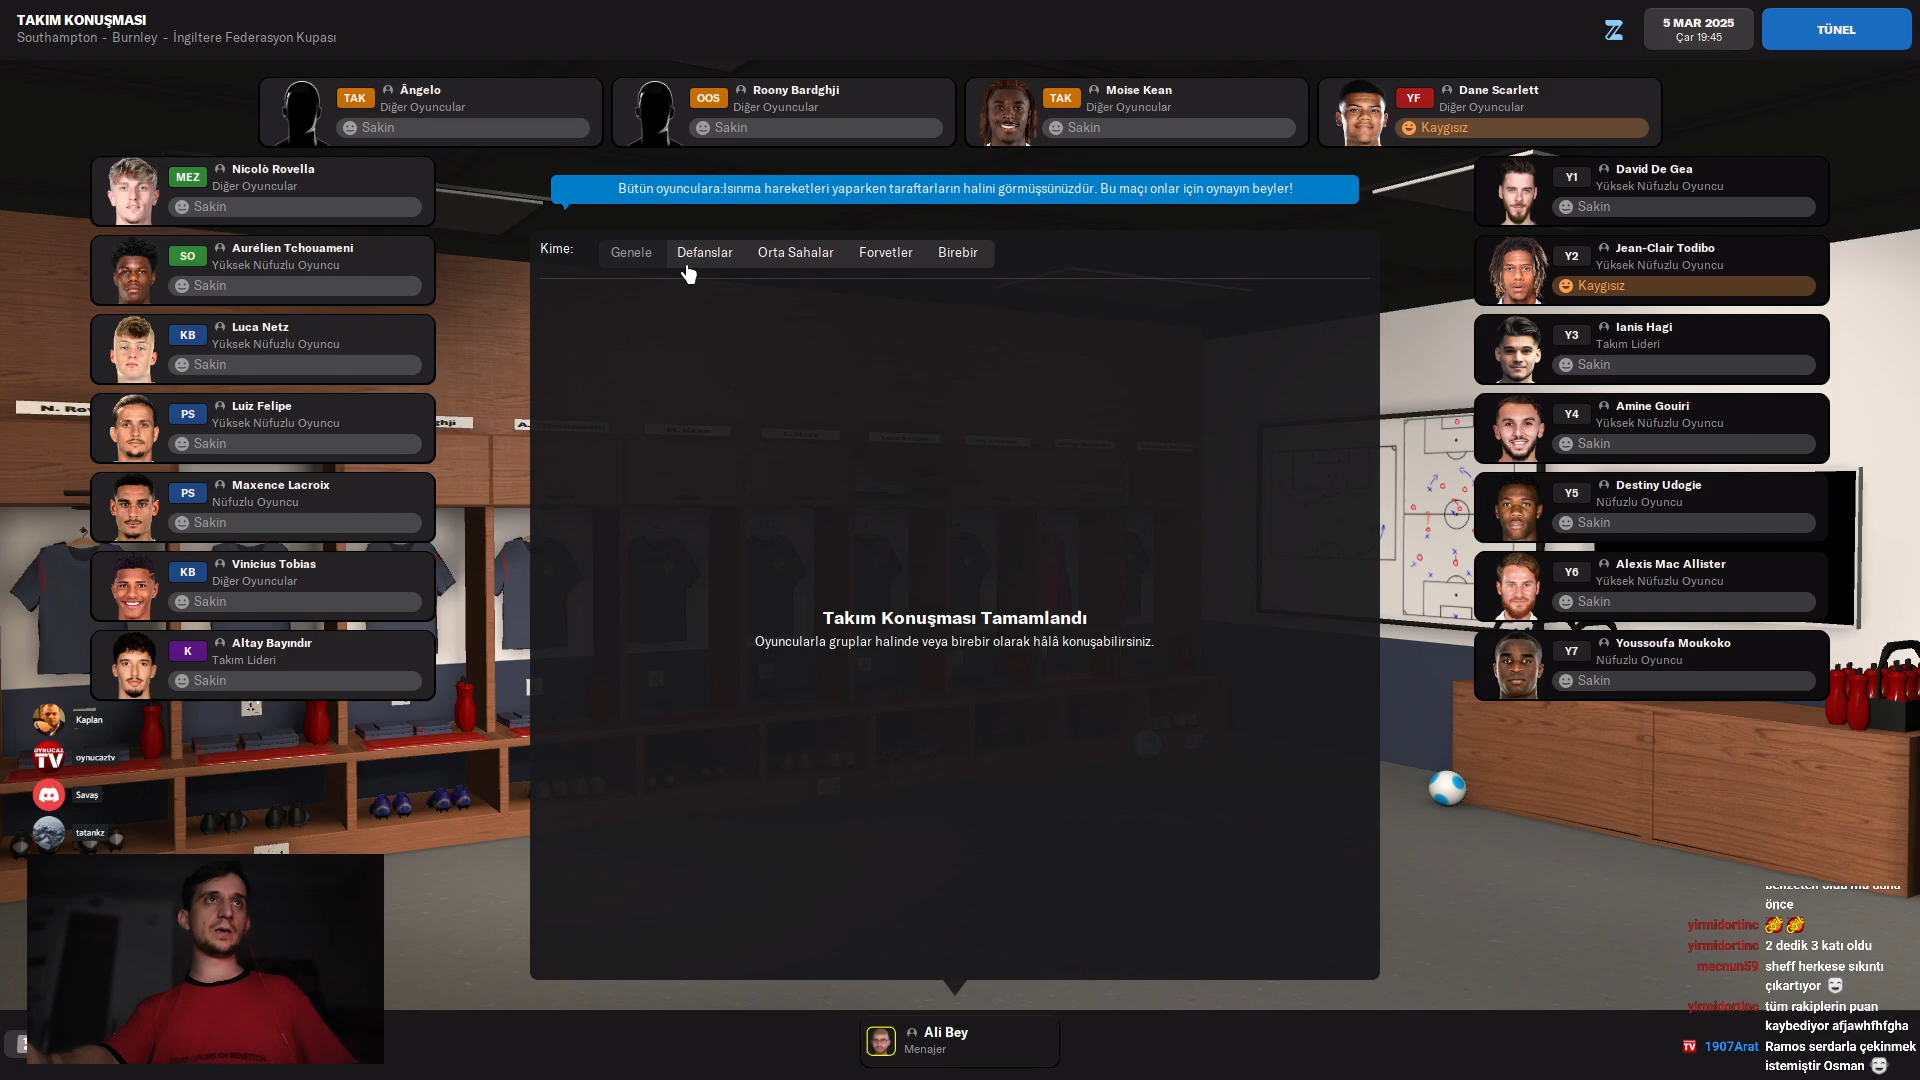 TAKIM KONUŞMASI
Southampton - Burnley - İngiltere Federasyon Kupası
5 MAR 2025
Çar 19:45
TÜNEL
TAK
Ângelo
Diğer Oyuncular
Sakin
OOS
Roony Bardghji
Diğer Oyuncular
Sakin
TAK
Moise Kean
Diğer Oyuncular
Sakin
YF
Dane Scarlett
Diğer Oyuncular
Kaygısız
MEZ
Nicolò Rovella
Diğer Oyuncular
Sakin
SO
Aurélien Tchouameni
Yüksek Nüfuzlu Oyuncu
Sakin
KB
Luca Netz
Yüksek Nüfuzlu Oyuncu
Sakin
PS
Luiz Felipe
Yüksek Nüfuzlu Oyuncu
Sakin
PS
Maxence Lacroix
Nüfuzlu Oyuncu
Sakin
KB
Vinicius Tobias
Diğer Oyuncular
Sakin
K
Altay Bayındır
Takım Lideri
Sakin
Bütün oyunculara:Isınma hareketleri yaparken taraftarların halini görmüşsünüzdür. Bu maçı onlar için oynayın beyler!
Kime:
Genele
Defanslar
Orta Sahalar
Forvetler
Birebir
Takım Konuşması Tamamlandı
Oyuncularla gruplar halinde veya birebir olarak hâlâ konuşabilirsiniz.
Y1
David De Gea
Yüksek Nüfuzlu Oyuncu
Sakin
Y2
Jean-Clair Todibo
Yüksek Nüfuzlu Oyuncu
Kaygısız
Y3
Ianis Hagi
Takım Lideri
Sakin
Y4
Amine Gouiri
Yüksek Nüfuzlu Oyuncu
Sakin
Y5
Destiny Udogie
Nüfuzlu Oyuncu
Sakin
Y6
Alexis Mac Allister
Yüksek Nüfuzlu Oyuncu
Sakin
Y7
Youssoufa Moukoko
Nüfuzlu Oyuncu
Sakin
Kaplan
OYNUCAZ
TV
oynucaztv
Savaş
tatankz
önce
yirmidortinc
yirmidortinc 2 dedik 3 katı oldu
mecnun59 sheff herkese sıkıntı
çıkartıyor
yirmidortinc tüm rakiplerin puan
kaybediyor afjawhfhfgha
TV 1907Arat Ramos serdarla çekinmek
istemiştir Osman
Ali Bey
Menajer